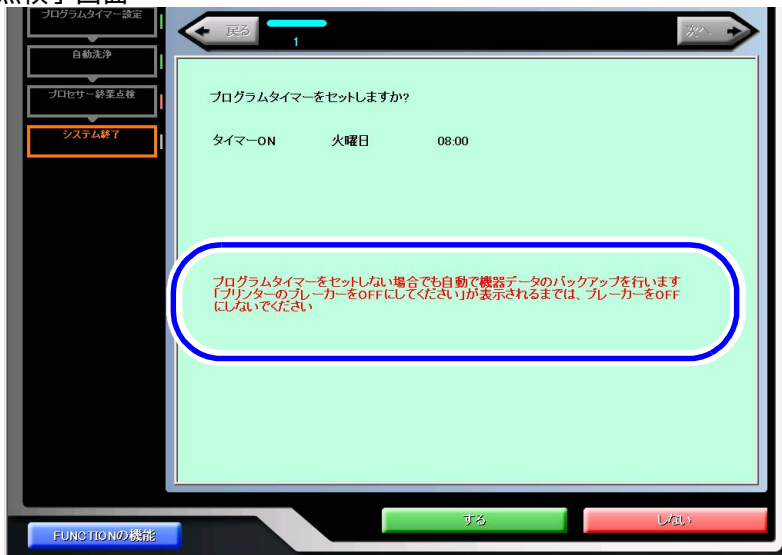 プログラムタイマー設定
戻る
1
次へ
自動洗浄
プロセサー終業点検
システム終了
プログラムタイマーをセットしますか?
タイマーON 火曜日 08:00
プログラムタイマーをセットしない場合でも自動で機器データのバックアップを行います
「プリンターのブレーカーをOFFにしてください」が表示されるまでは、ブレーカーをOFF
にしないでください
する
しない
FUNCTIONの機能